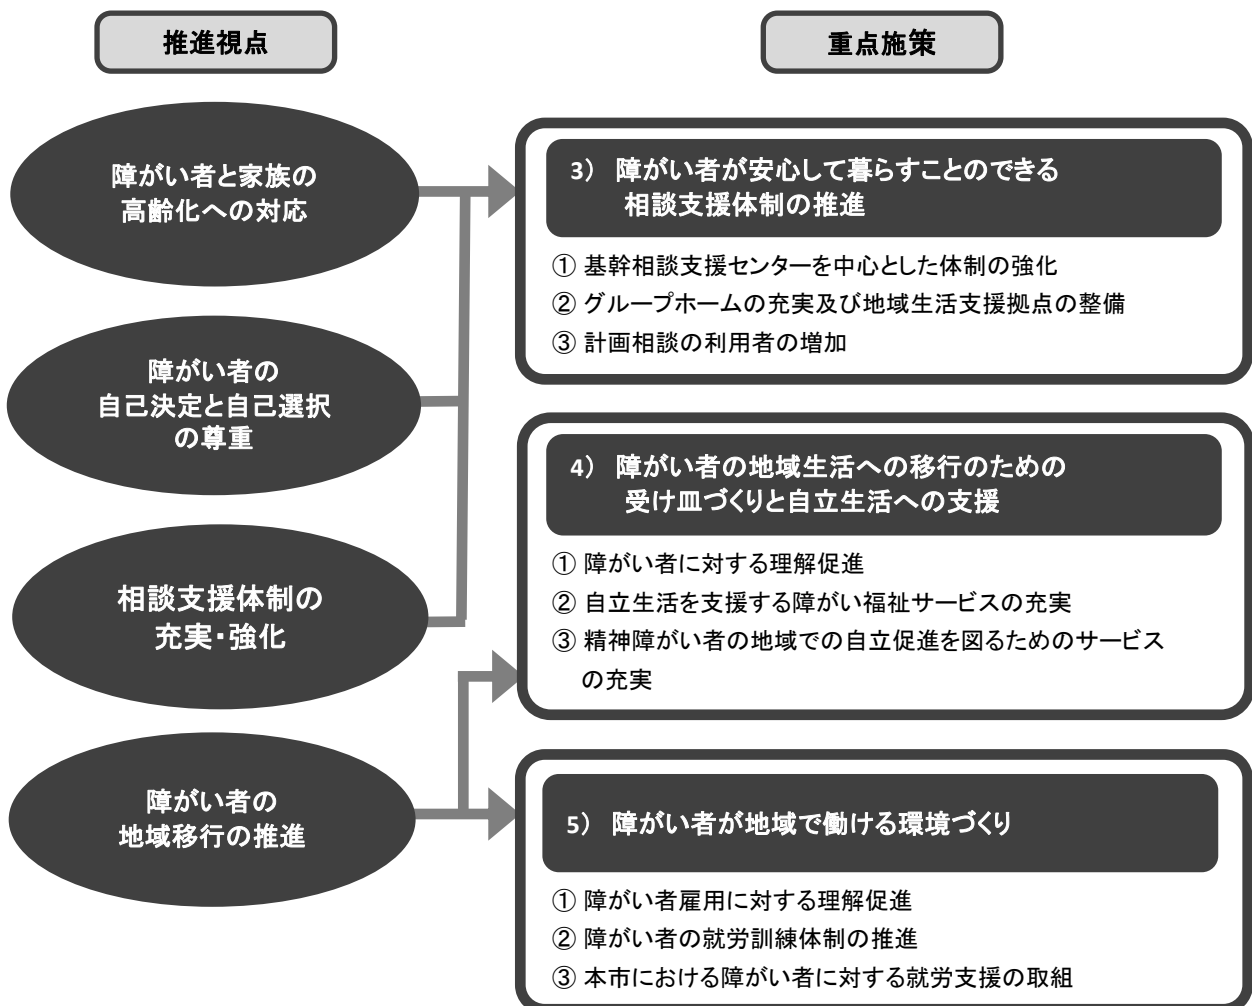 推進視点
重点施策
障がい者と家族の
高齢化への対応
障がい者の
自己決定と自己選択
の尊重
相談支援体制の
充実・強化
障がい者の
地域移行の推進
3） 障がい者が安心して暮らすことのできる
相談支援体制の推進
① 基幹相談支援センターを中心とした体制の強化
② グループホームの充実及び地域生活支援拠点の整備
③ 計画相談の利用者の増加
4） 障がい者の地域生活への移行のための
受け皿づくりと自立生活への支援
① 障がい者に対する理解促進
② 自立生活を支援する障がい福祉サービスの充実
③ 精神障がい者の地域での自立促進を図るためのサービス
の充実
5） 障がい者が地域で働ける環境づくり
① 障がい者雇用に対する理解促進
② 障がい者の就労訓練体制の推進
③ 本市における障がい者に対する就労支援の取組